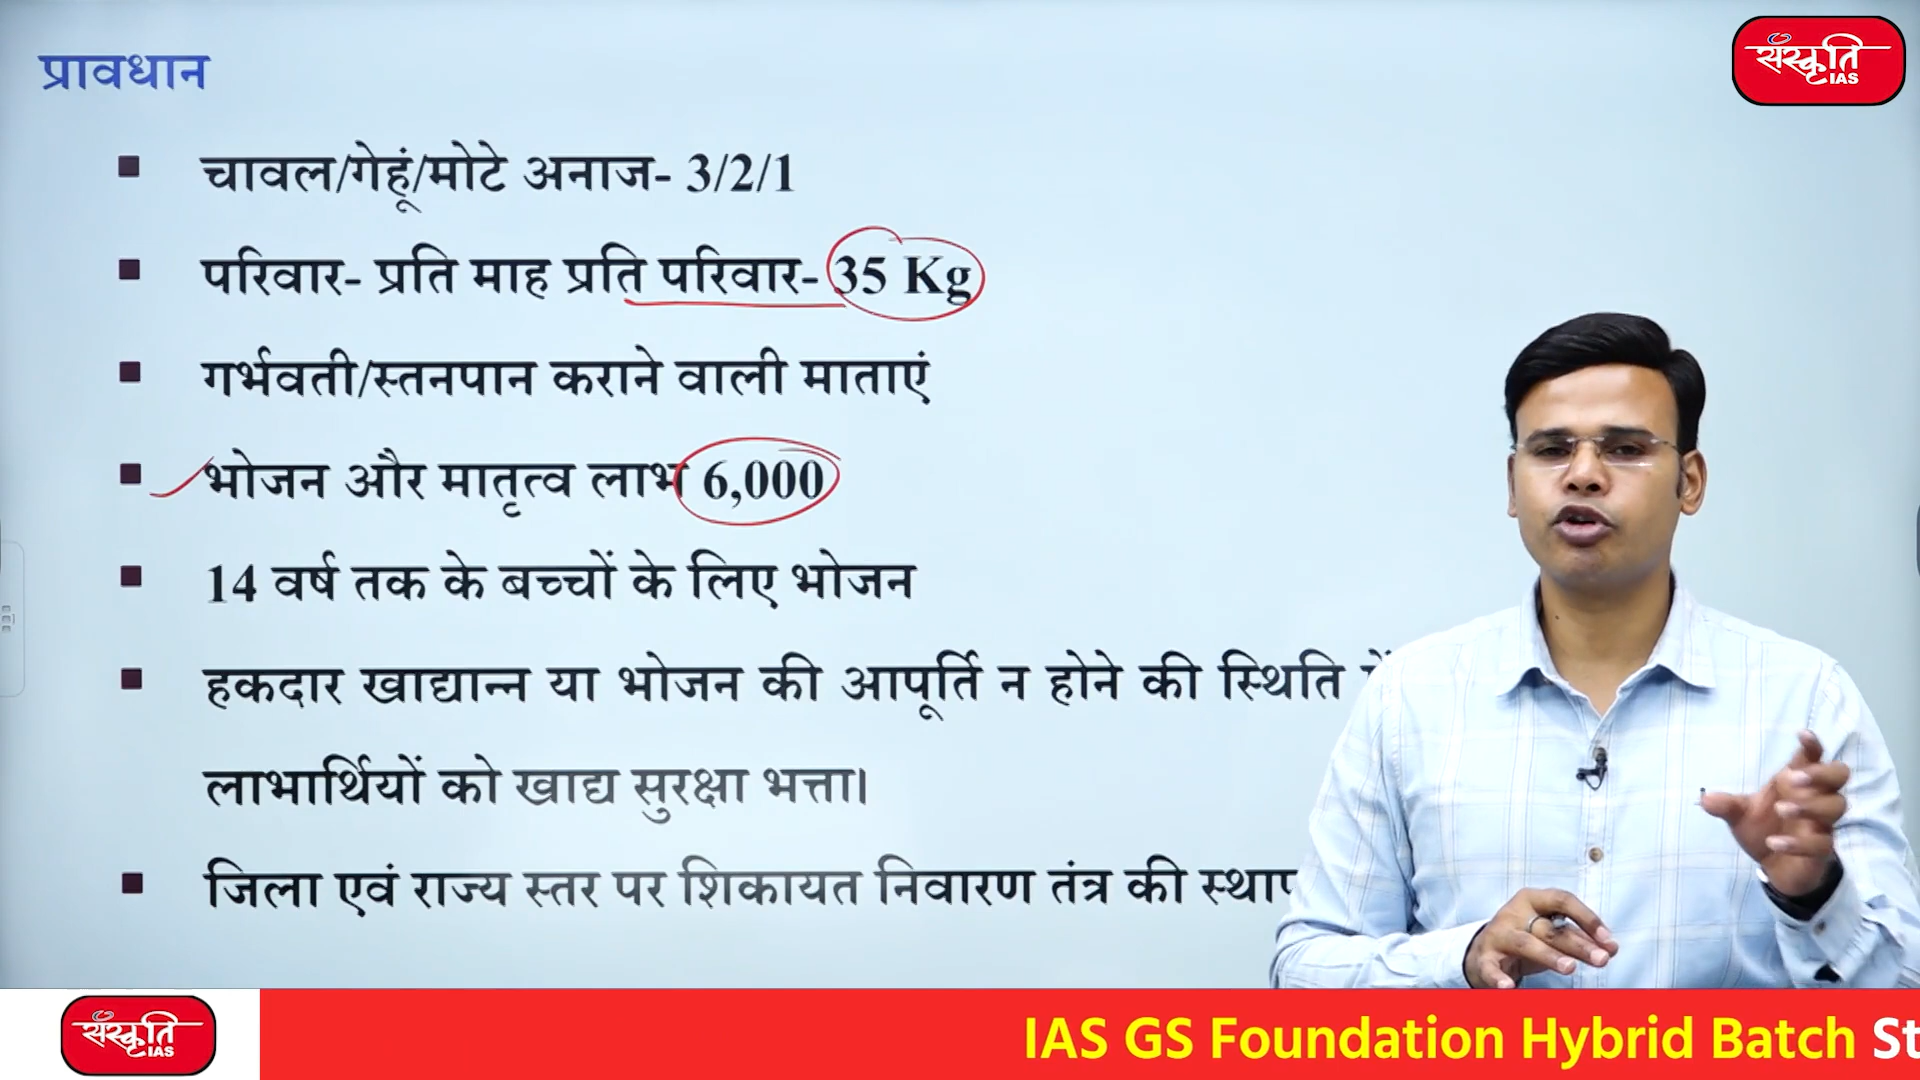 प्रावधान
संस्कृति
IAS
चावल/गेहूं/मोटे अनाज- 3/2/1
परिवार- प्रति माह प्रति परिवार- 35 Kg
गर्भवती/स्तनपान कराने वाली माताएं
भोजन और मातृत्व लाभ 6,000
14 वर्ष तक के बच्चों के लिए भोजन
हकदार खाद्यान्न या भोजन की आपूर्ति न होने की स्थिति
लाभार्थियों को खाद्य सुरक्षा भत्ता।
जिला एवं राज्य स्तर पर शिकायत निवारण तंत्र की
संस्कृति
IAS
IAS GS Foundation Hybrid Batch St